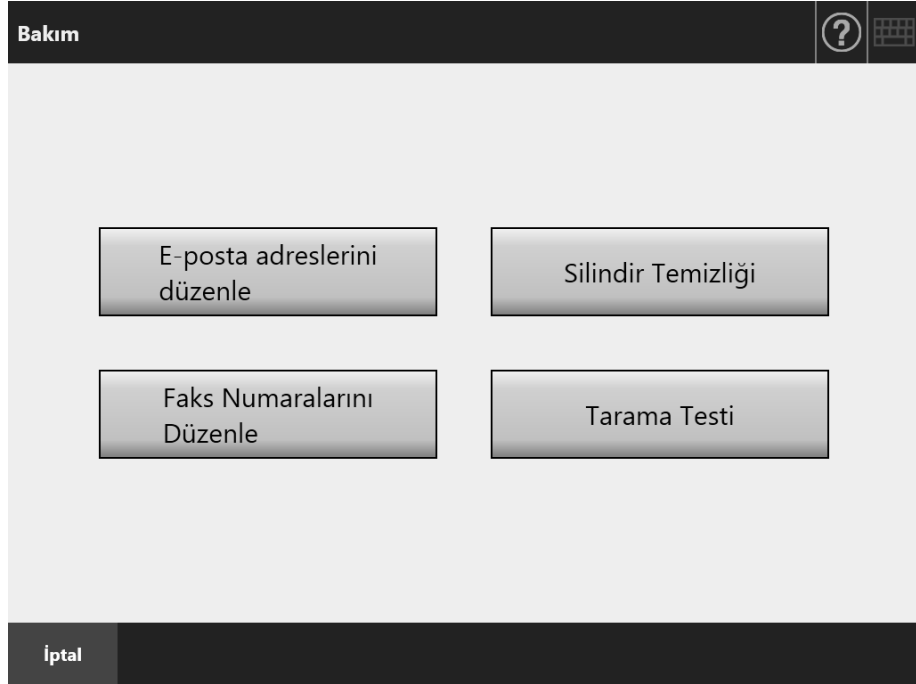 Bakım
?
E-posta adreslerini
düzenle
Silindir Temizliği
Faks Numaralarını
Düzenle
Tarama Testi
İptal